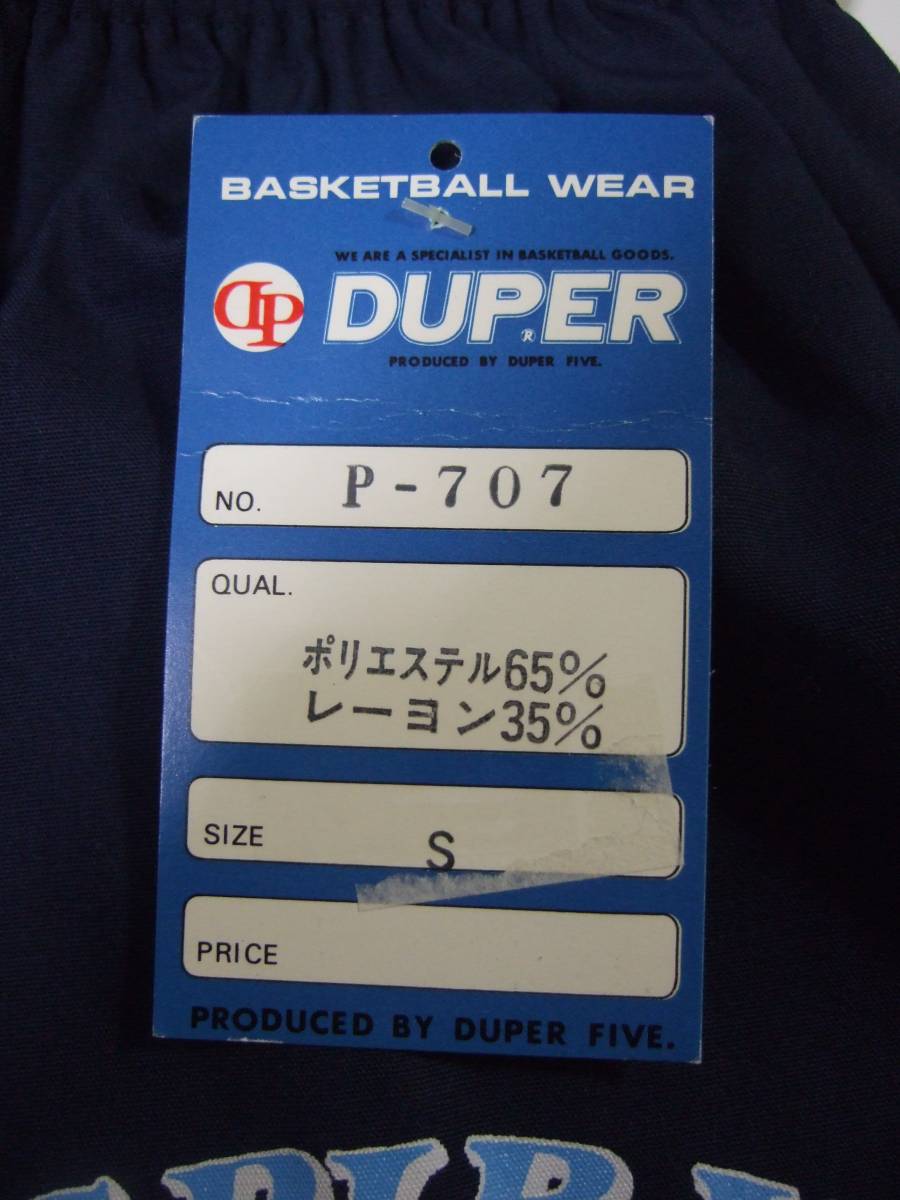 BASKETBALL WEAR
WE ARE A SPECIALIST IN BASKETBALL GOODS.
DP DUPER®
PRODUCED BY DUPER FIVE.
NO. P-707
QUAL.
ポリエステル65%
レーヨン35%
SIZE S
PRICE
PRODUCED BY DUPER FIVE.